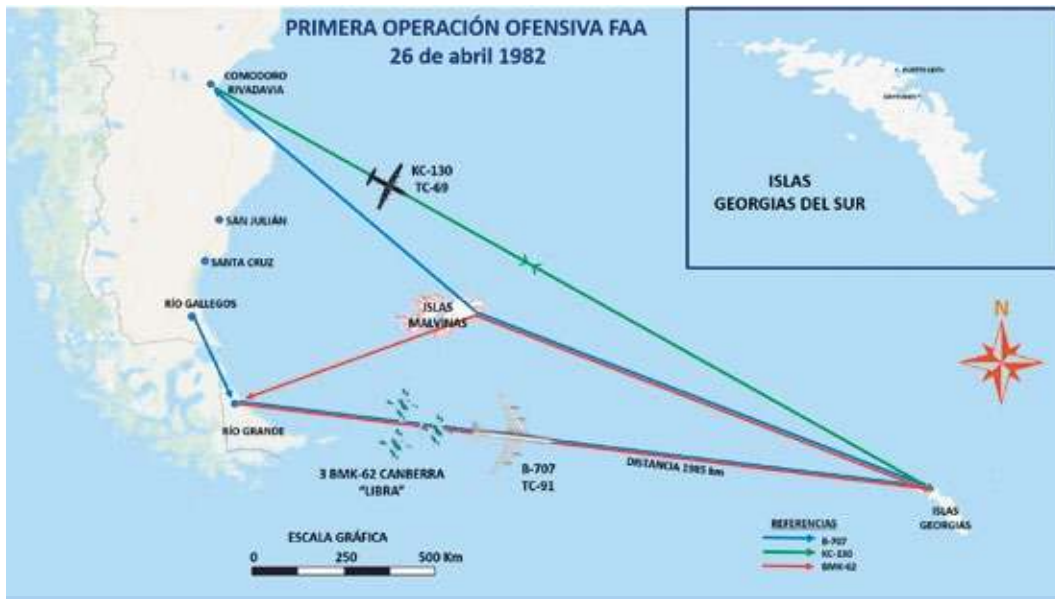 PRIMERA OPERACIÓN OFENSIVA FAA
26 de abril 1982
COMODORO
RIVADAVIA
KC-130
TC-69
ISLAS
GEORGIAS DEL SUR
SAN JULIÁN
SANTA CRUZ
RÍO GALLEGOS
ISLAS
MALVINAS
N
RÍO GRANDE
3 BMK-62 CANBERRA
"LIBRA"
B-707
TC-91
DISTANCIA 1985 km
ISLAS
GEORGIAS
ESCALA GRÁFICA
0 250 500 Km
REFERENCIAS
B-707
KC-130
BMK-62